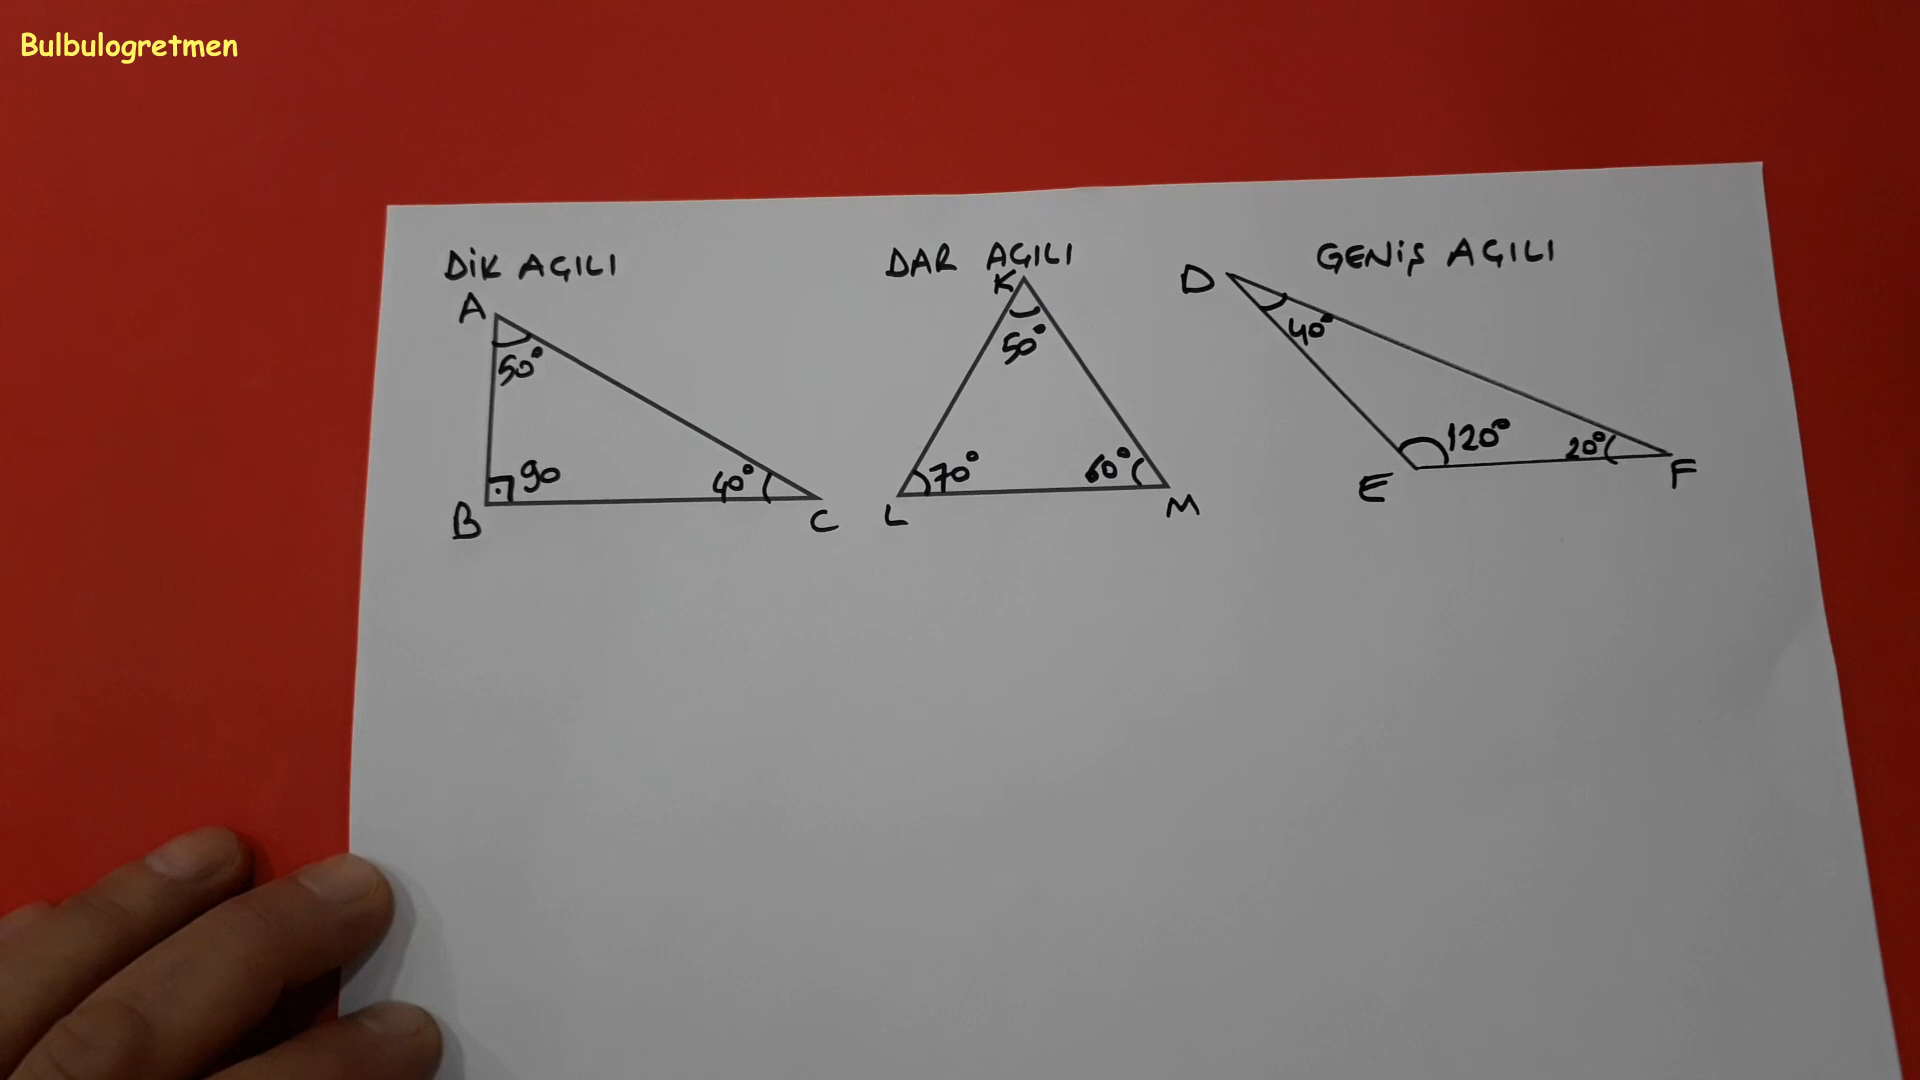 Bulbulogretmen
DİK AÇILI
A
50°
90
40°
B
C
DAR AÇILI
K
50°
70°
60°
L
M
GENİŞ AÇILI
D
40°
120°
20°
E
F